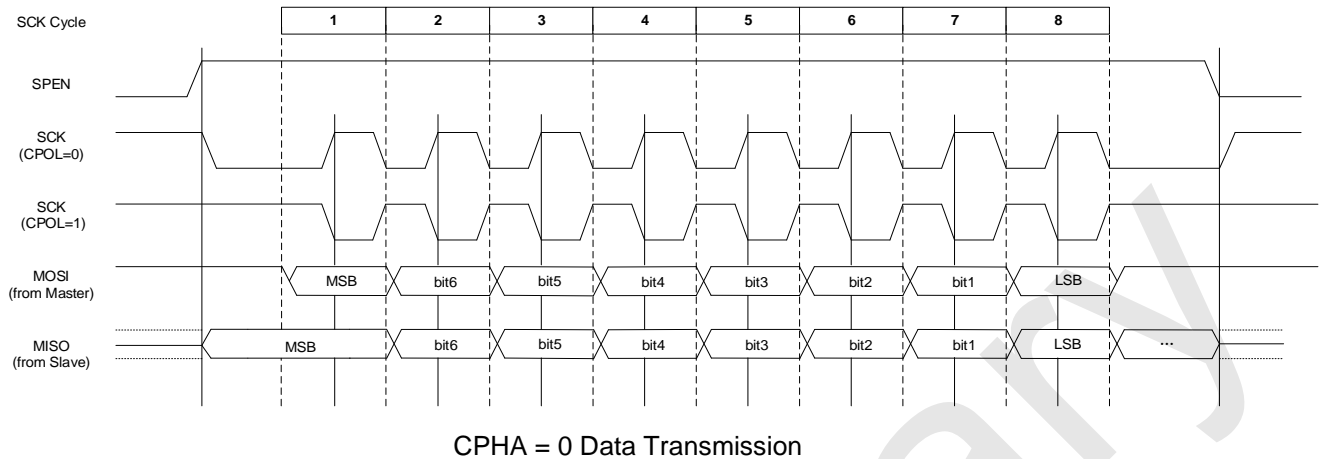 SCK Cycle 1 2 3 4 5 6 7 8
SPEN
SCK
(CPOL=0)
SCK
(CPOL=1)
MOSI
(from Master)
MSB bit6 bit5 bit4 bit3 bit2 bit1 LSB
MISO
(from Slave)
MSB bit6 bit5 bit4 bit3 bit2 bit1 LSB ...
CPHA = 0 Data Transmission